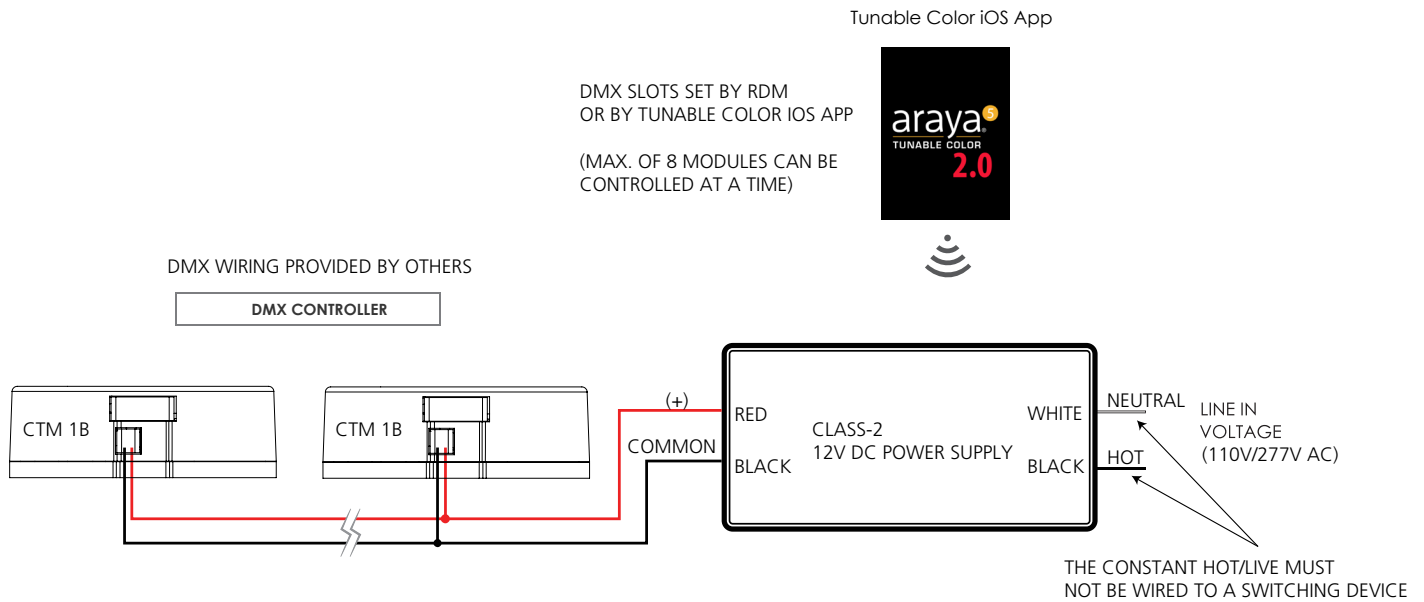 Tunable Color iOS App
DMX SLOTS SET BY RDM
OR BY TUNABLE COLOR IOS APP
(MAX. OF 8 MODULES CAN BE
CONTROLLED AT A TIME)
araya 5
TUNABLE COLOR
2.0
DMX WIRING PROVIDED BY OTHERS
DMX CONTROLLER
CTM 1B
CTM 1B
(+)
COMMON
RED
BLACK
CLASS-2
12V DC POWER SUPPLY
WHITE
BLACK
NEUTRAL
HOT
LINE IN
VOLTAGE
(110V/277V AC)
THE CONSTANT HOT/LIVE MUST
NOT BE WIRED TO A SWITCHING DEVICE